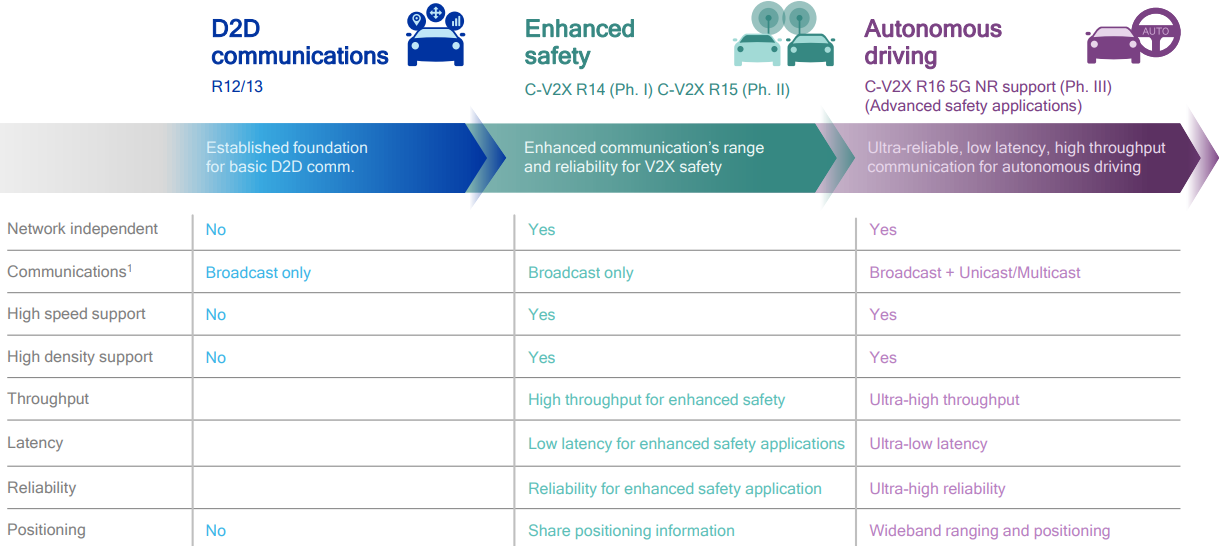 D2D
communications
R12/13
Enhanced
safety
C-V2X R14 (Ph. I) C-V2X R15 (Ph. II)
Autonomous
driving
C-V2X R16 5G NR support (Ph. III)
(Advanced safety applications)
AUTO
Established foundation
for basic D2D comm.
Enhanced communication's range
and reliability for V2X safety
Ultra-reliable, low latency, high throughput
communication for autonomous driving
Network independent No Yes Yes
Communications1 Broadcast only Broadcast only Broadcast + Unicast/Multicast
High speed support No Yes Yes
High density support No Yes Yes
Throughput High throughput for enhanced safety Ultra-high throughput
Latency Low latency for enhanced safety applications Ultra-low latency
Reliability Reliability for enhanced safety application Ultra-high reliability
Positioning No Share positioning information Wideband ranging and positioning